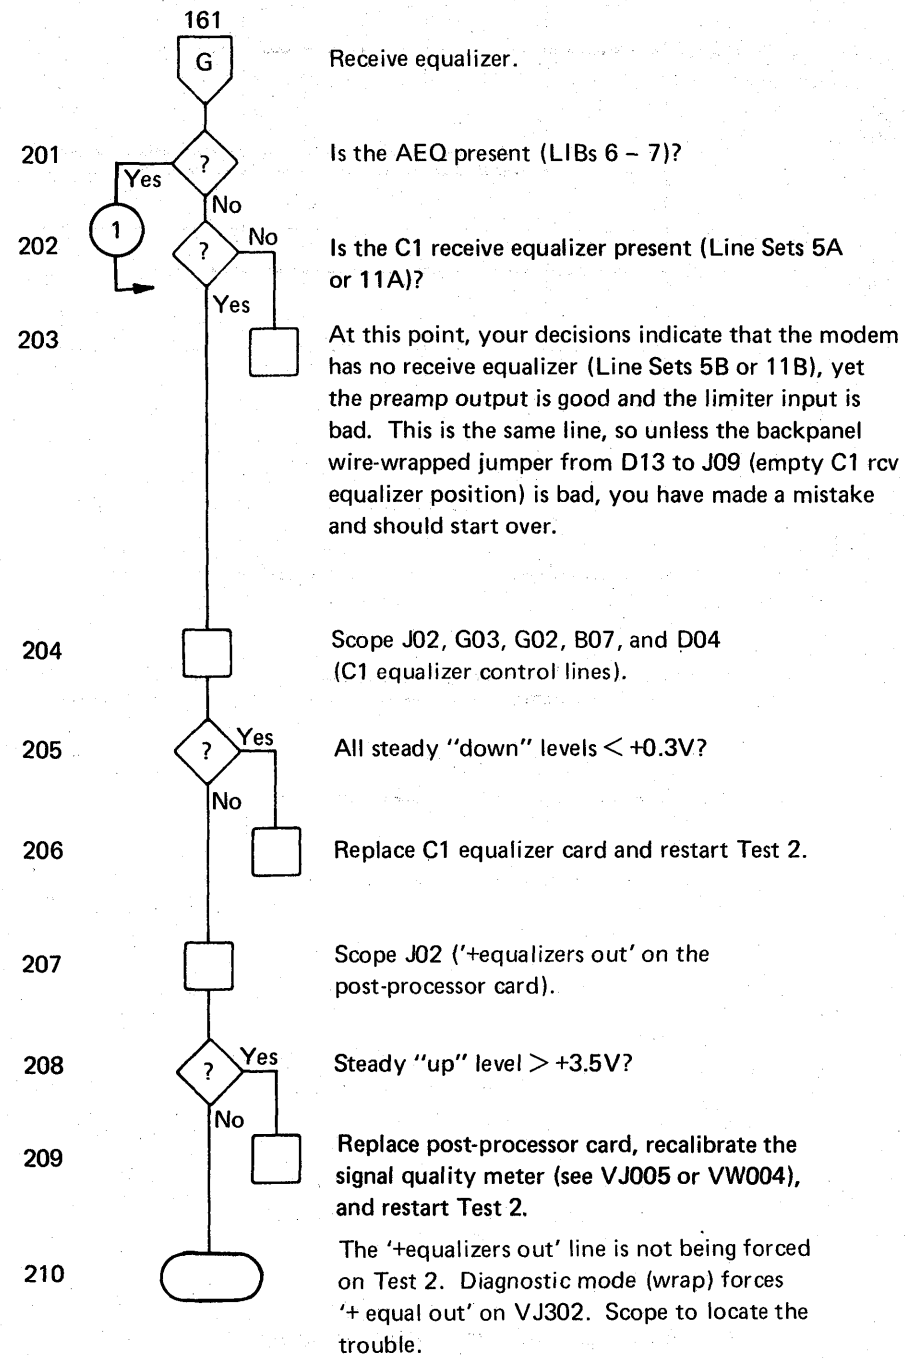 161
G
Receive equalizer.
201
?
Is the AEQ present (LIBs 6 – 7)?
Yes
No
1
202
?
No
Is the C1 receive equalizer present (Line Sets 5A
or 11A)?
Yes
203
At this point, your decisions indicate that the modem
has no receive equalizer (Line Sets 5B or 11B), yet
the preamp output is good and the limiter input is
bad. This is the same line, so unless the backpanel
wire-wrapped jumper from D13 to J09 (empty C1 rcv
equalizer position) is bad, you have made a mistake
and should start over.
204
Scope J02, G03, G02, B07, and D04
(C1 equalizer control lines).
205
?
Yes
All steady "down" levels < +0.3V?
No
206
Replace C1 equalizer card and restart Test 2.
207
Scope J02 ('+equalizers out' on the
post-processor card).
208
?
Yes
Steady "up" level > +3.5V?
No
209
Replace post-processor card, recalibrate the
signal quality meter (see VJ005 or VW004),
and restart Test 2.
210
The '+equalizers out' line is not being forced
on Test 2. Diagnostic mode (wrap) forces
'+ equal out' on VJ302. Scope to locate the
trouble.